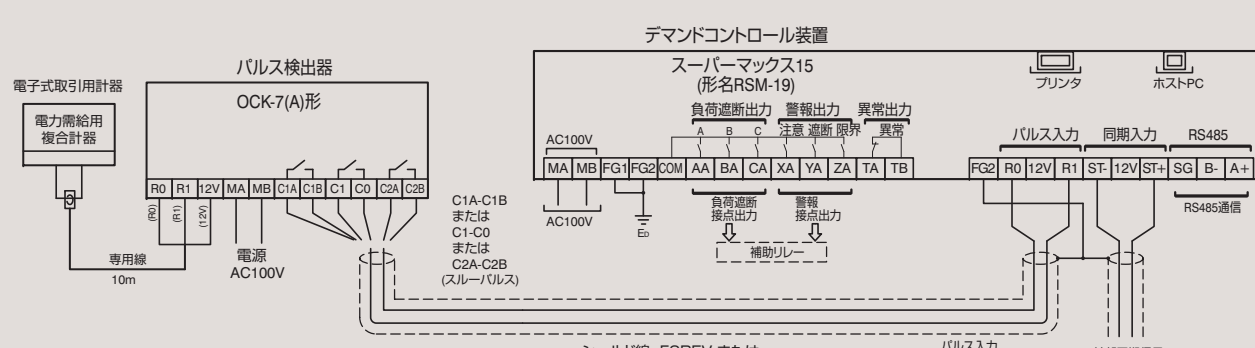 デマンドコントロール装置
電子式取引用計器
電力需給用
複合計器
パルス検出器
OCK-7(A)形
R0 R1 12V MA MB C1A C1B C1 C0 C2A C2B
(R0) (R1) (12V)
専用線
10m
電源
AC100V
C1A-C1B
または
C1-C0
または
C2A-C2B
(スルーパルス)
スーパーマックス15
(形名RSM-19)
プリンタ
ホストPC
負荷遮断出力 警報出力 異常出力
A B C 注意 遮断 限界 異常
AC100V
パルス入力 同期入力 RS485
MA MB FG1 FG2 COM AA BA CA XA YA ZA TA TB
FG2 R0 12V R1 ST- 12V ST+ SG B- A+
AC100V
ED
負荷遮断
接点出力
警報
接点出力
補助リレー
RS485通信
パルス入力